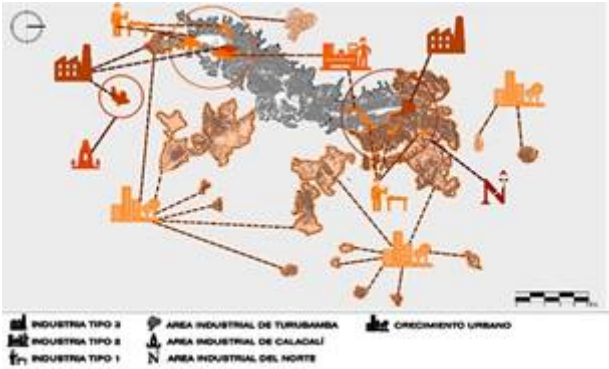 N
INDUSTRIA TIPO 3
INDUSTRIA TIPO 2
INDUSTRIA TIPO 1
AREA INDUSTRIAL DE TURUBAMBA
AREA INDUSTRIAL DE CALACALÍ
AREA INDUSTRIAL DEL NORTE
CRECIMIENTO URBANO